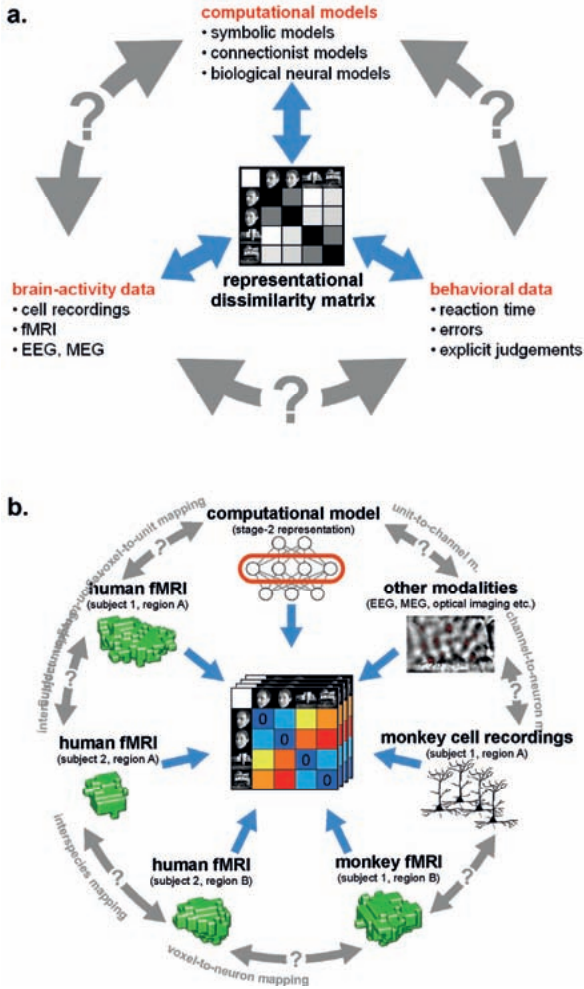 a.
computational models
• symbolic models
• connectionist models
• biological neural models
?
?
representational
dissimilarity matrix
brain-activity data
• cell recordings
• fMRI
• EEG, MEG
behavioral data
• reaction time
• errors
• explicit judgements
?
b.
computational model
(stage-2 representation)
voxel-to-unit mapping
?
unit-to-channel m.
?
human fMRI
(subject 1, region A)
other modalities
(EEG, MEG, optical imaging etc.)
?
channel-to-neuron m
?
0
0
0
0
human fMRI
(subject 2, region A)
monkey cell recordings
(subject 1, region A)
interspecies mapping
?
human fMRI
(subject 2, region B)
monkey fMRI
(subject 1, region B)
?
?
voxel-to-neuron mapping